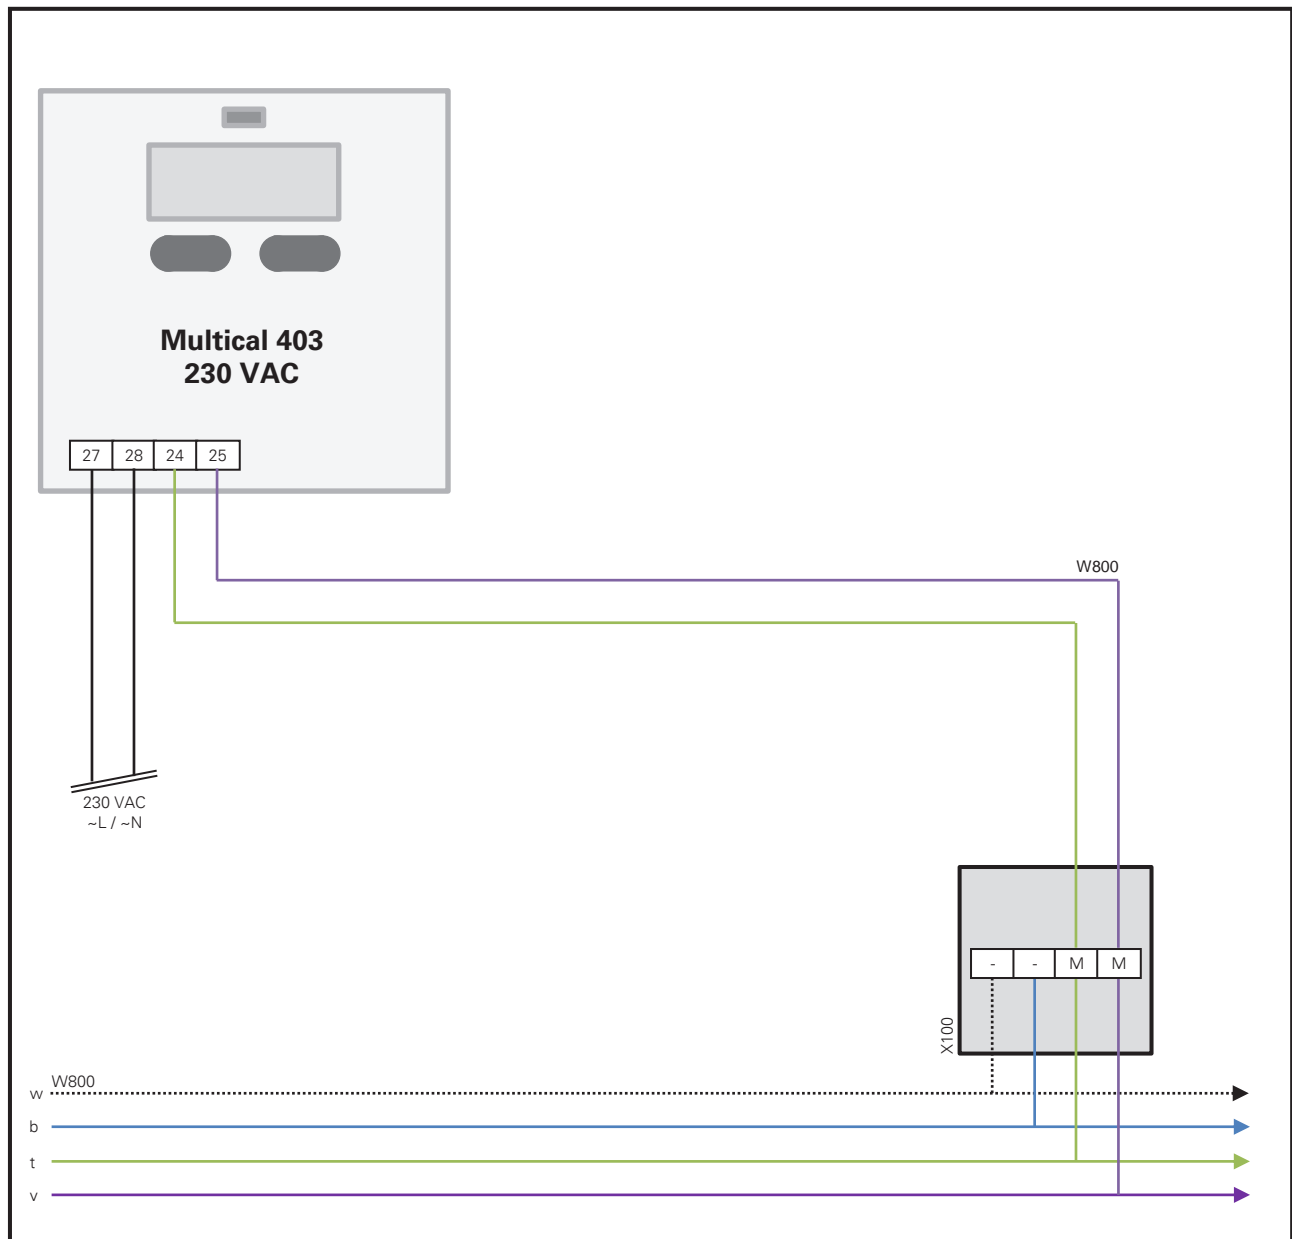 Multical 403
230 VAC
27 28 24 25
W800
230 VAC
~L / ~N
- - M M
X100
W800
w
b
t
v